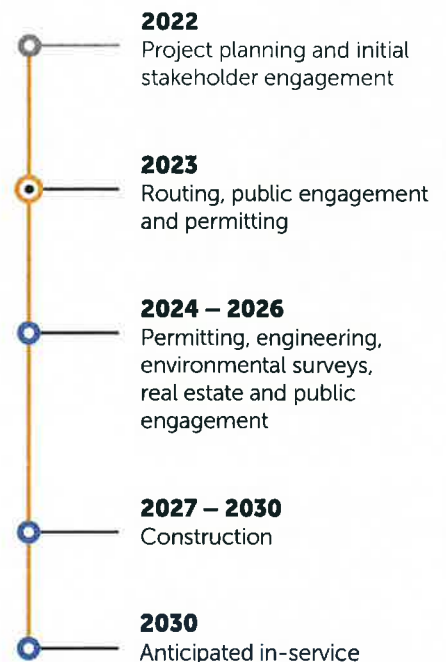 2022
Project planning and initial
stakeholder engagement
2023
Routing, public engagement
and permitting
2024 – 2026
Permitting, engineering,
environmental surveys,
real estate and public
engagement
2027 – 2030
Construction
2030
Anticipated in-service